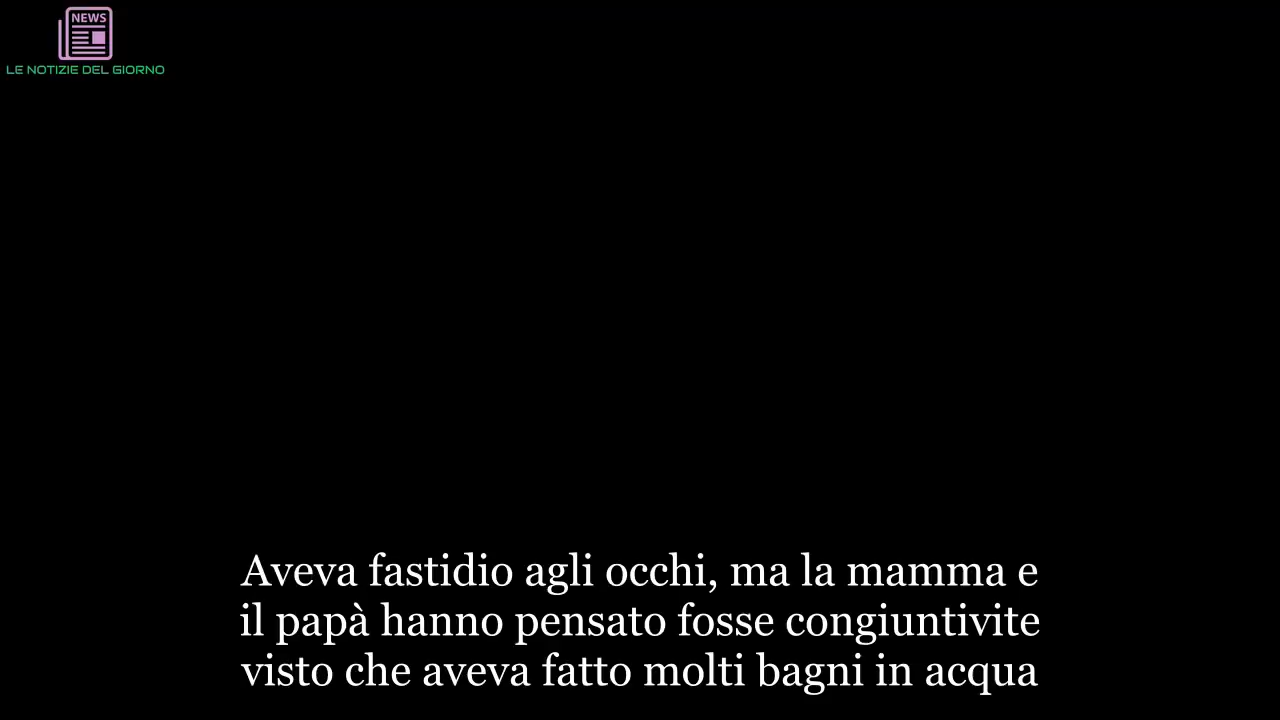 NEWS
LE NOTIZIE DEL GIORNO
Aveva fastidio agli occhi, ma la mamma e
il papà hanno pensato fosse congiuntivite
visto che aveva fatto molti bagni in acqua